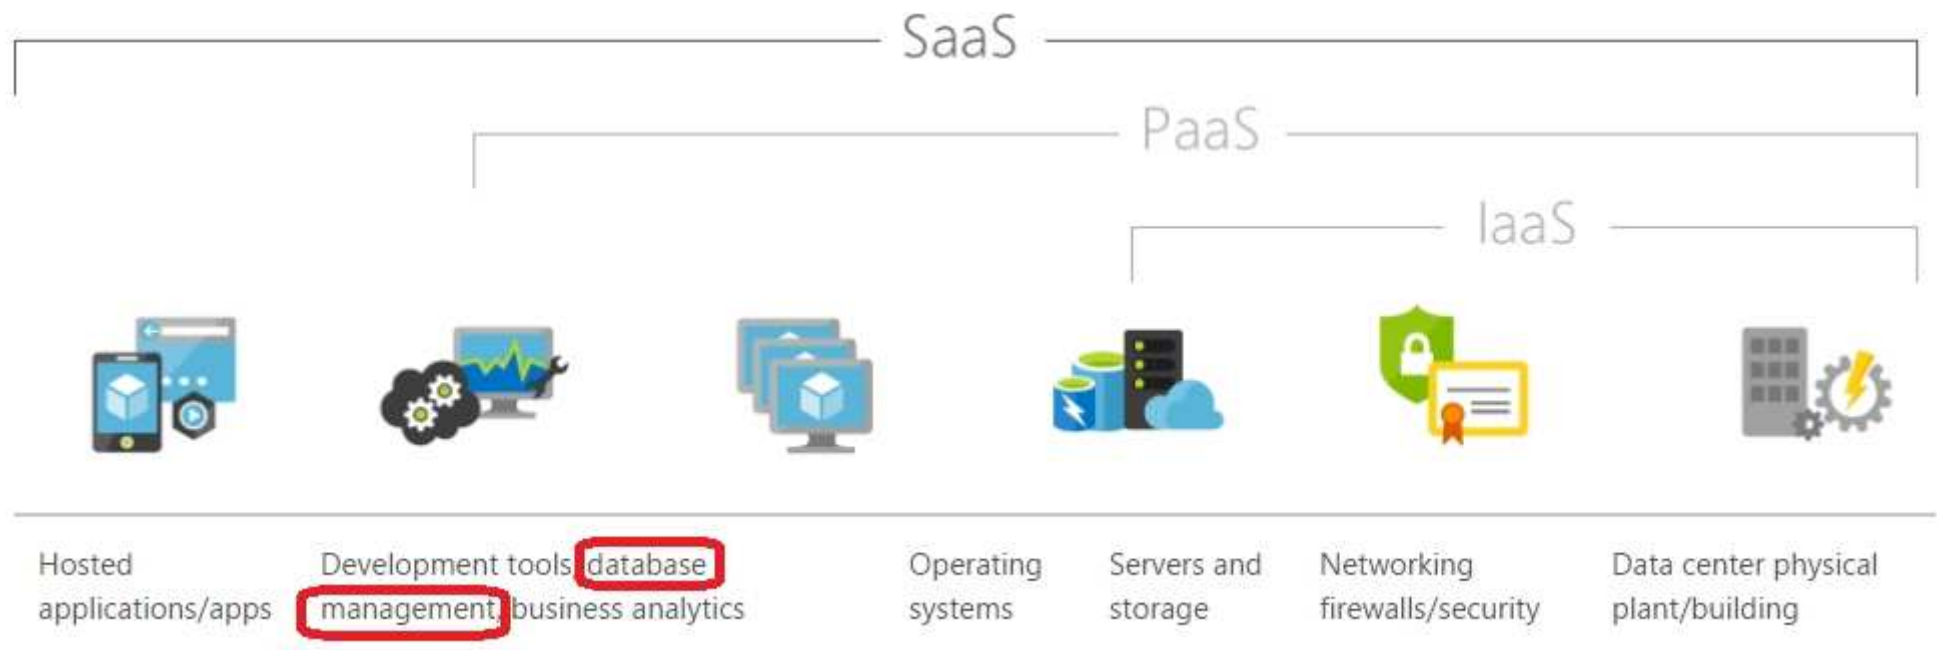 SaaS
PaaS
IaaS
Hosted
applications/apps
Development tools, database
management, business analytics
Operating
systems
Servers and
storage
Networking
firewalls/security
Data center physical
plant/building